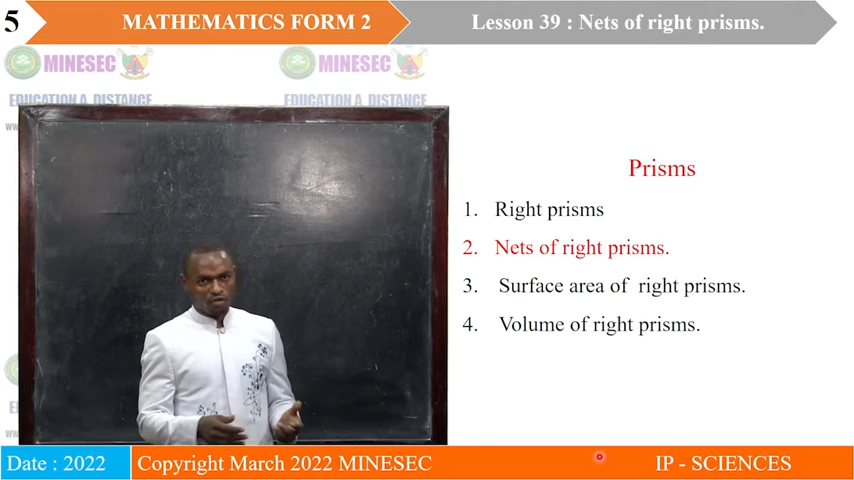 5
MATHEMATICS FORM 2
Lesson 39 : Nets of right prisms.
MINESEC
MINESEC
EDUCATION A DISTANCE
EDUCATION A DISTANCE
Prisms
1. Right prisms
2. Nets of right prisms.
3. Surface area of right prisms.
4. Volume of right prisms.
Date : 2022
Copyright March 2022 MINESEC
IP - SCIENCES